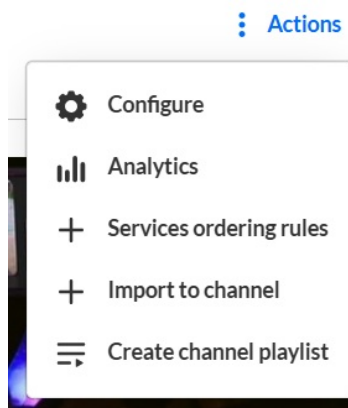 Actions
Configure
Analytics
Services ordering rules
Import to channel
Create channel playlist